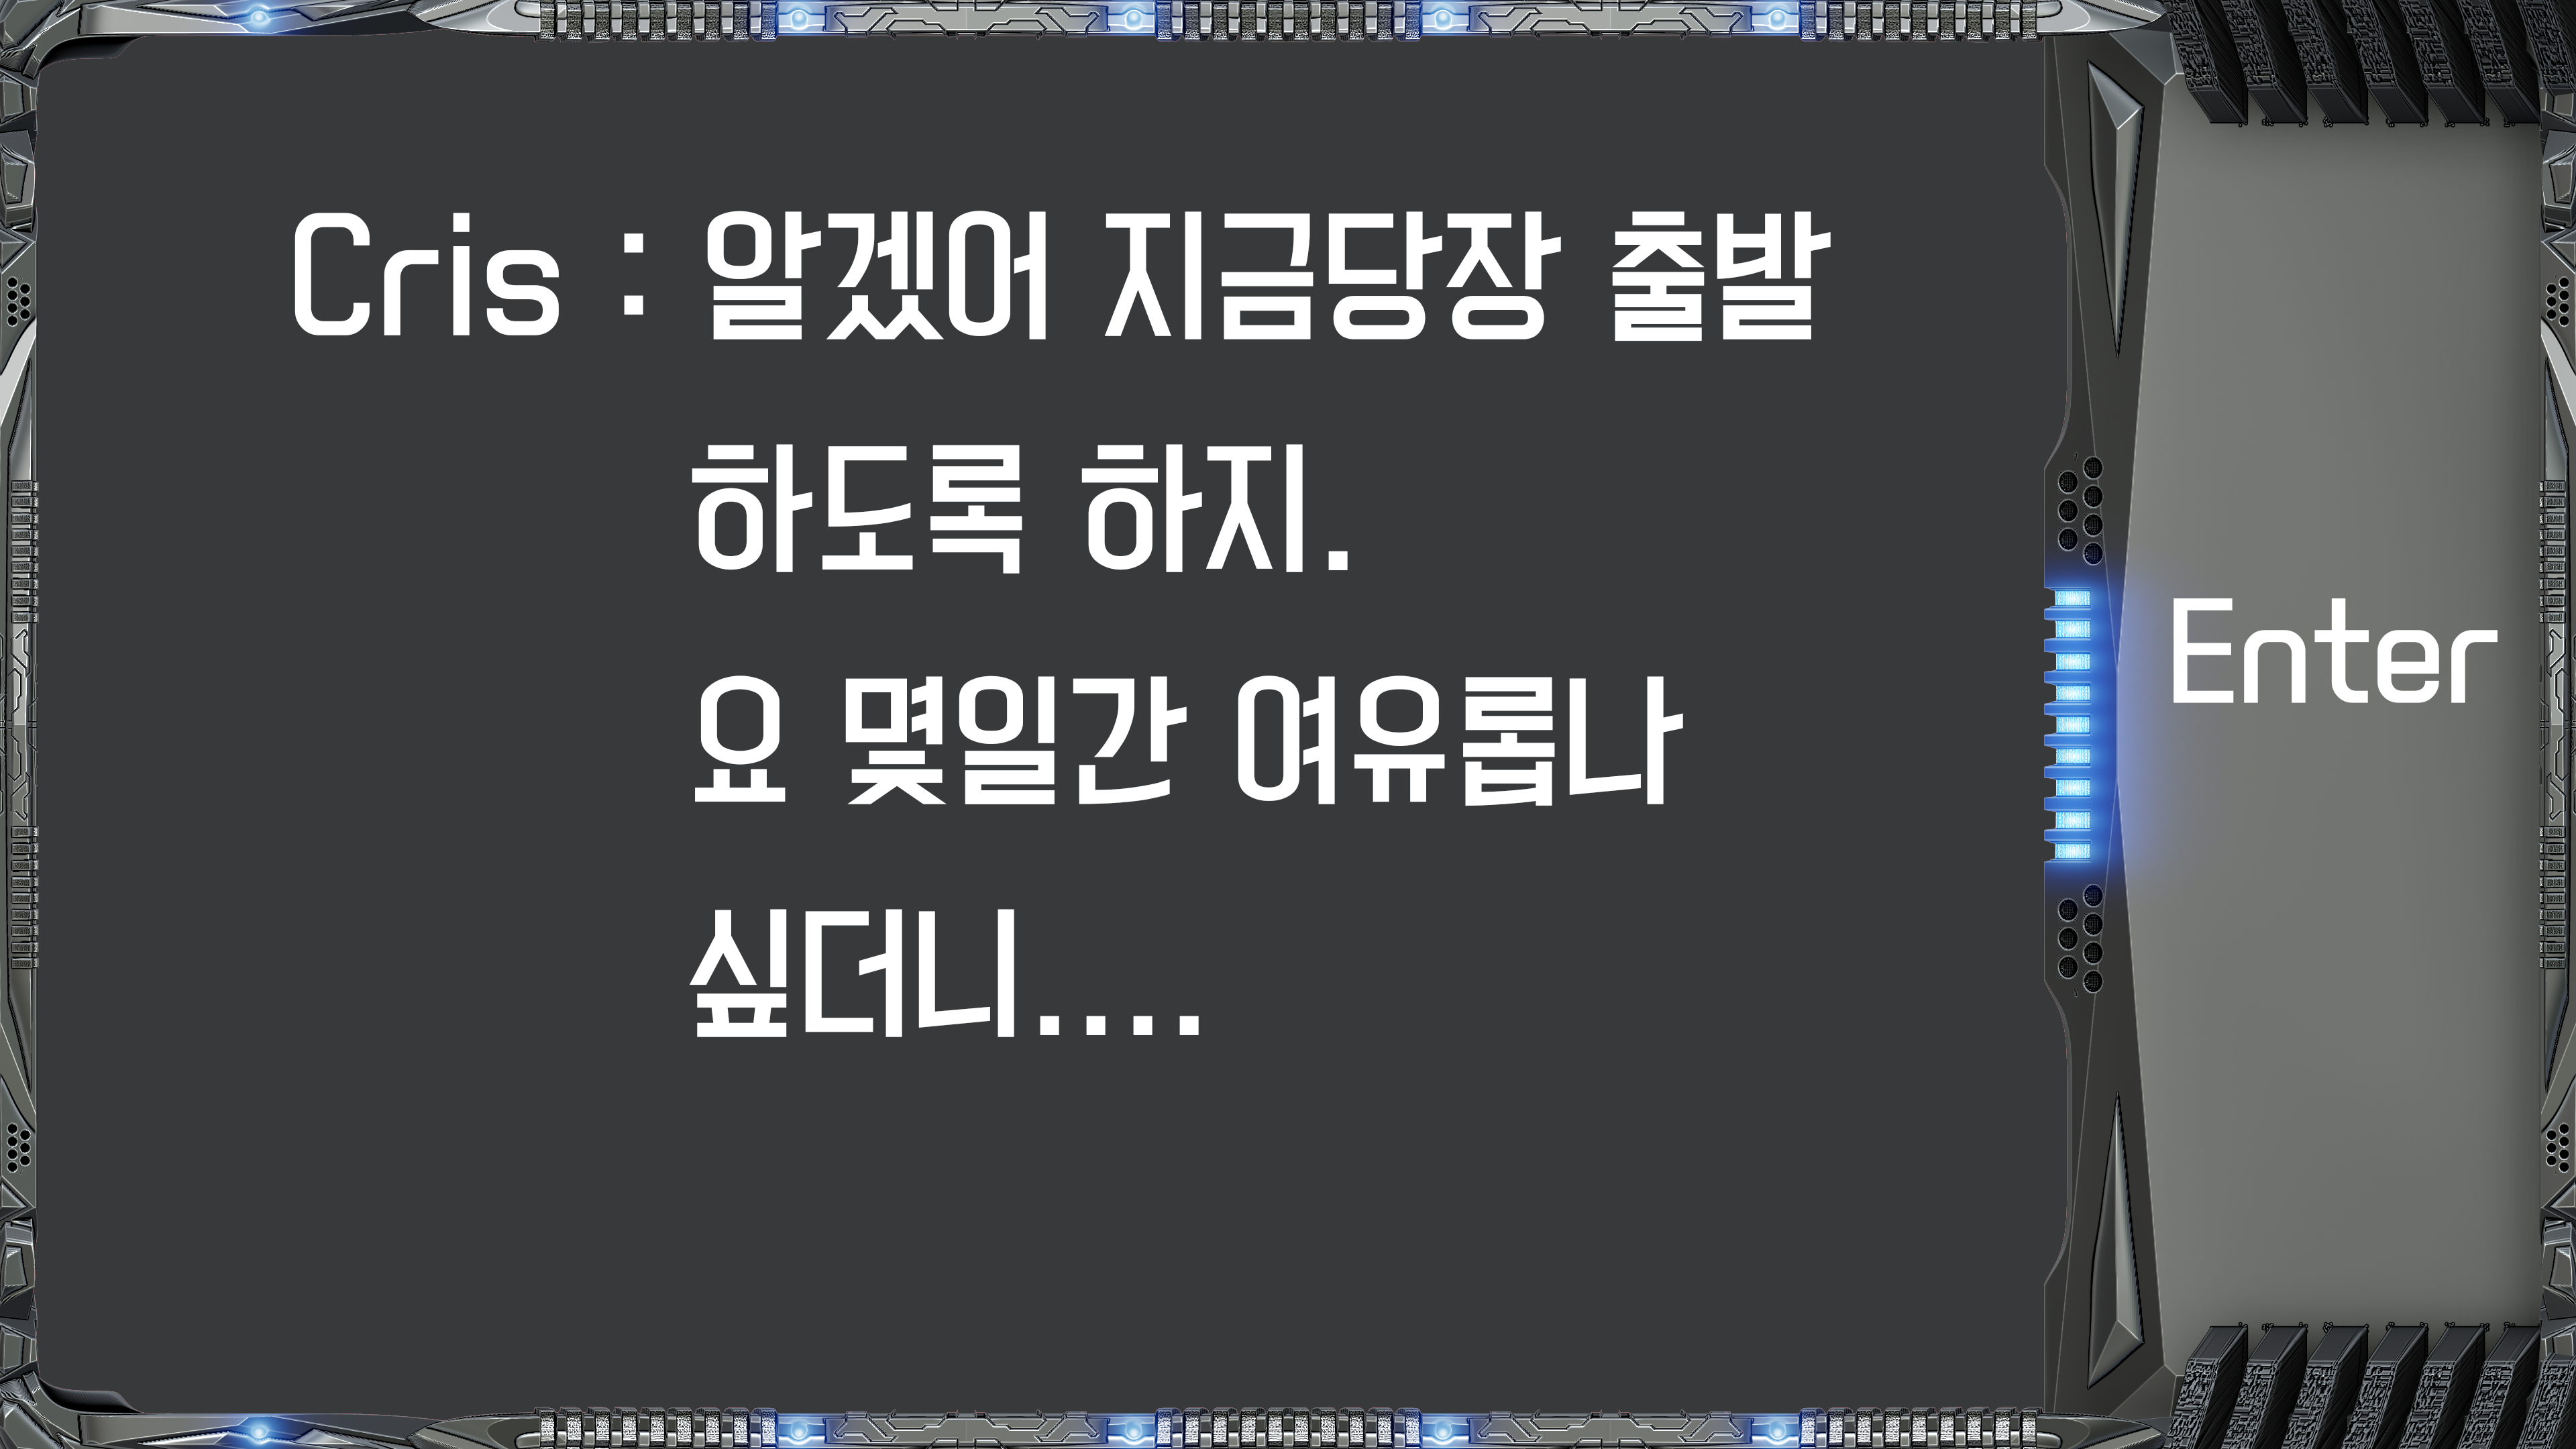 Cris : 알겠어 지금당장 출발
하도록 하지.
요 몇일간 여유롭나
싶더니....
Enter